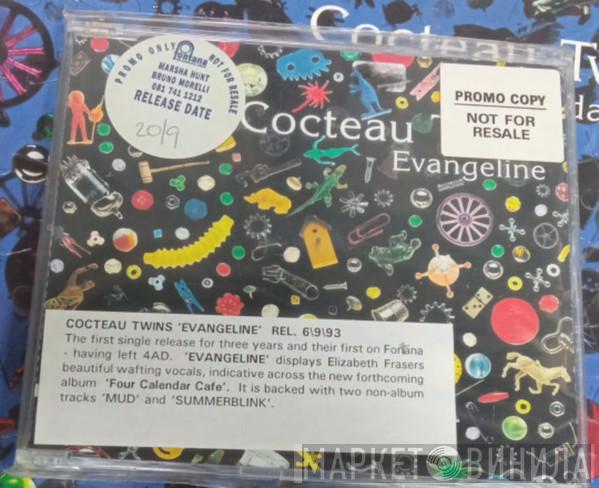 PROMO ONLY NOT FOR RESALE
fontana
MARSHA HUNT
BRUNO MORELLI
081 741 1212
RELEASE DATE
20/9
PROMO COPY
NOT FOR
RESALE
Cocteau
Evangeline
COCTEAU TWINS 'EVANGELINE' REL. 6\9\93
The first single release for three years and their first on Fontana
- having left 4AD. 'EVANGELINE' displays Elizabeth Frasers
beautiful wafting vocals, indicative across the new forthcoming
album 'Four Calendar Cafe'. It is backed with two non-album
tracks 'MUD' and 'SUMMERBLINK'.
Cocteau Tw
МАРКЕТ ВИНИЛА